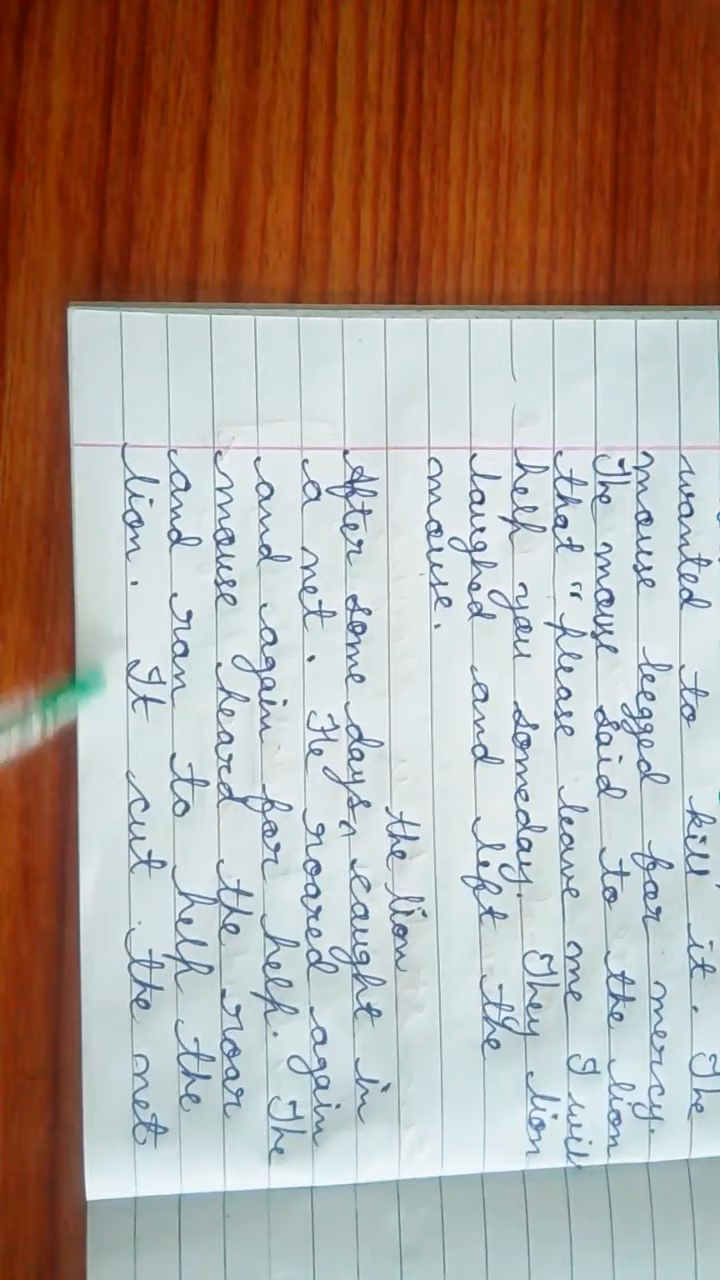 wanted to kill it. The
mouse begged for mercy.
The mouse said to the lion
that "please leave me I will
help you someday. They lion
laughed and left the
mouse.
the lion
After some days^ caught in
a net. He roared again
and again for help. The
mouse heard the roar
and ran to help the
lion. It cut the net